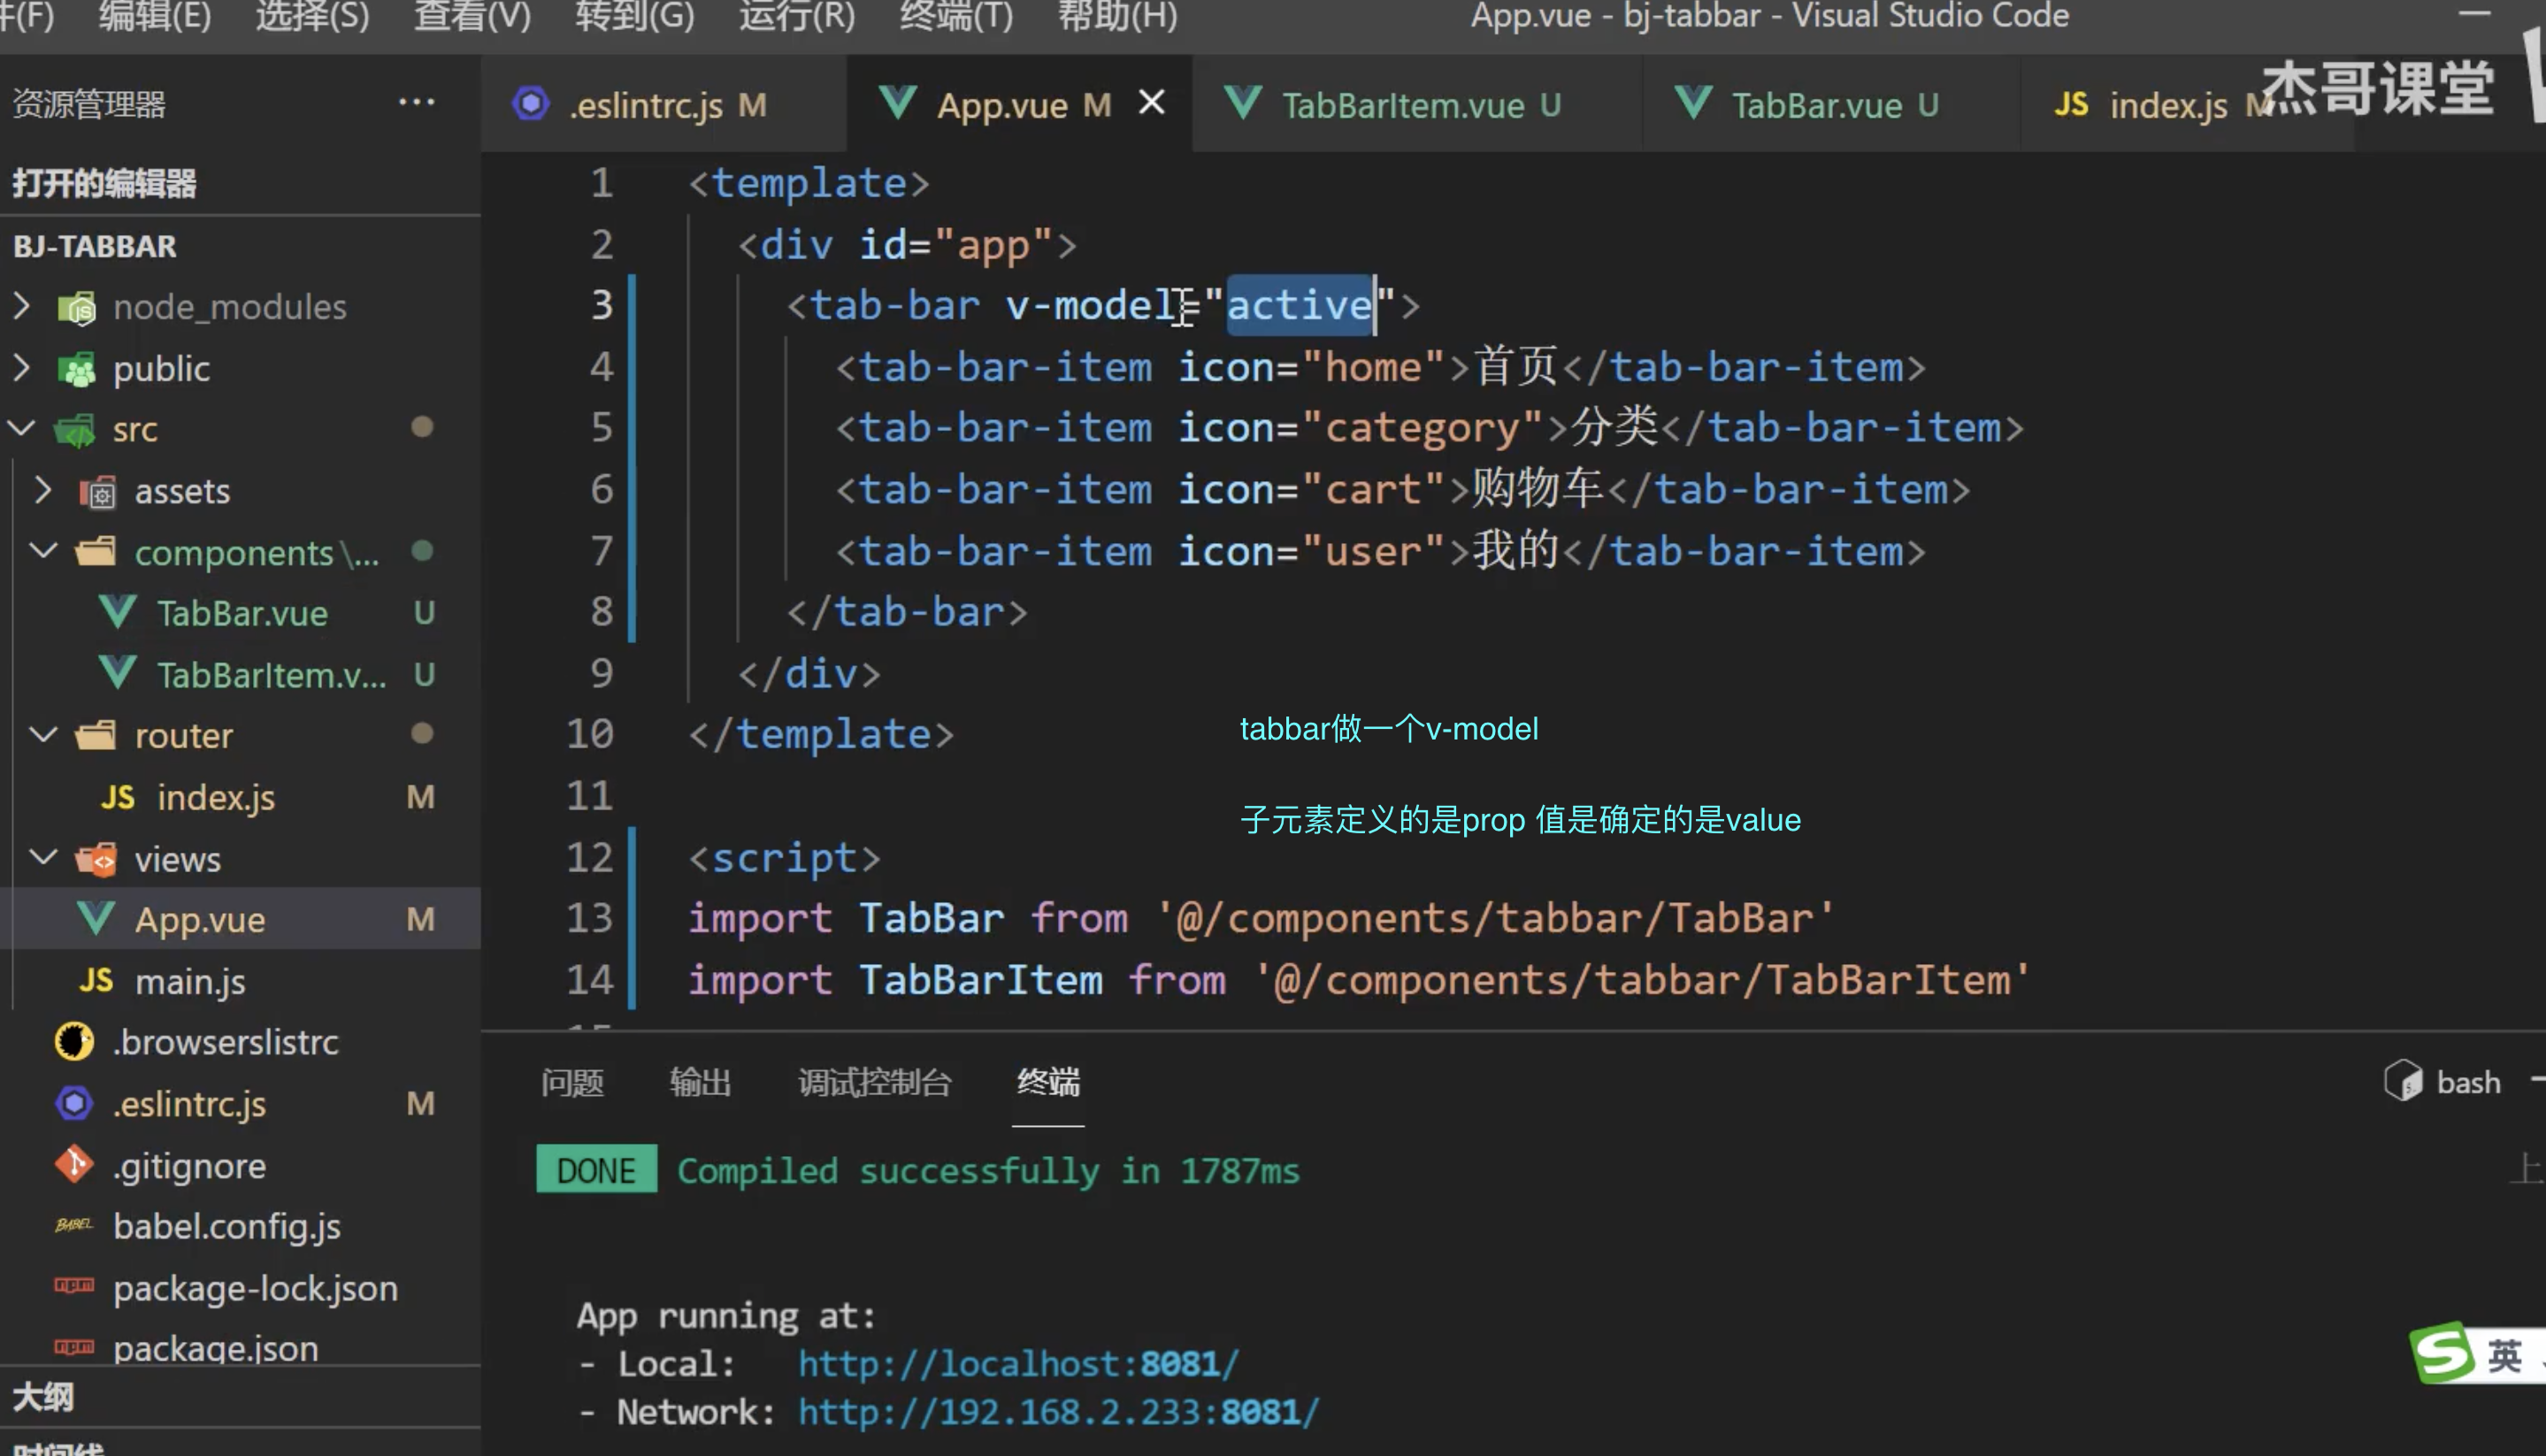 件(F) 编辑(E) 选择(S) 查看(V) 转到(G) 运行(R) 终端(T) 帮助(H) App.vue - bj-tabbar - Visual Studio Code
资源管理器 ···
.eslintrc.js M App.vue M TabBarItem.vue U TabBar.vue U JS index.js M
杰哥课堂
打开的编辑器
BJ-TABBAR
node_modules
public
src
assets
components\...
TabBar.vue U
TabBarItem.v... U
router
JS index.js M
views
App.vue M
JS main.js
.browserslistrc
.eslintrc.js M
.gitignore
BABEL babel.config.js
package-lock.json
package.json
大纲
时间线
1 <template>
2 <div id="app">
3 <tab-bar v-model="active">
4 <tab-bar-item icon="home">首页</tab-bar-item>
5 <tab-bar-item icon="category">分类</tab-bar-item>
6 <tab-bar-item icon="cart">购物车</tab-bar-item>
7 <tab-bar-item icon="user">我的</tab-bar-item>
8 </tab-bar>
9 </div>
10 </template>
tabbar做一个v-model
11
子元素定义的是prop 值是确定的是value
12 <script>
13 import TabBar from '@/components/tabbar/TabBar'
14 import TabBarItem from '@/components/tabbar/TabBarItem'
问题 输出 调试控制台 终端 bash
DONE Compiled successfully in 1787ms 上
App running at:
- Local: http://localhost:8081/
- Network: http://192.168.2.233:8081/
英